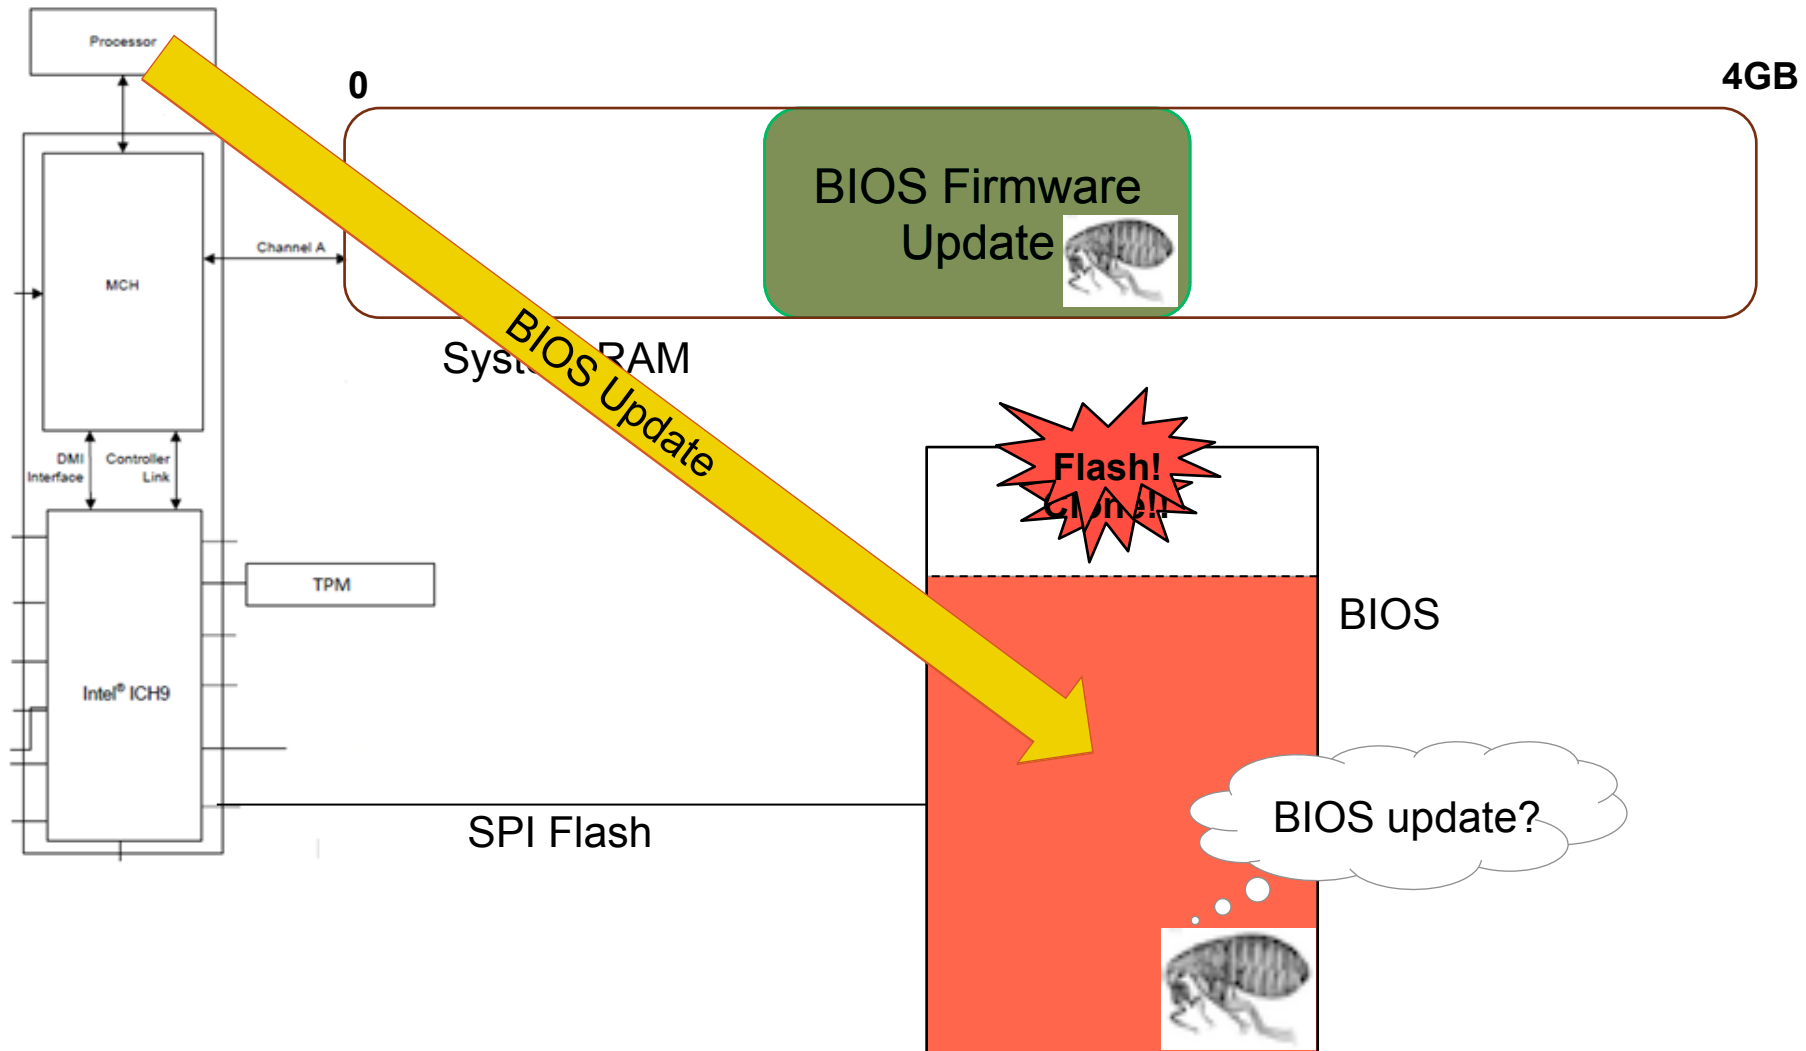 Processor
0
4GB
BIOS Firmware
Update
Channel A
MCH
BIOS Update
RAM
DMI
Interface
Controller
Link
Flash!
TPM
BIOS
Intel® ICH9
BIOS update?
SPI Flash